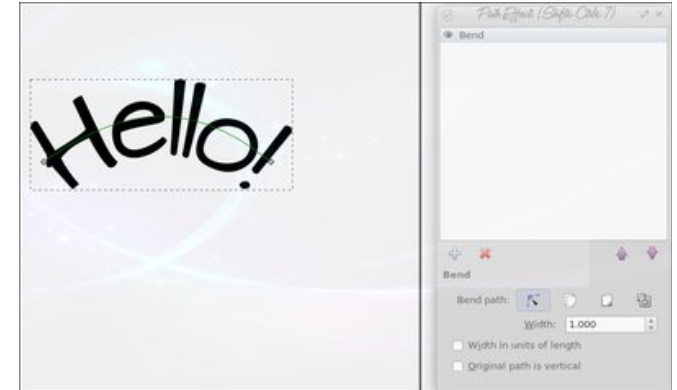 Hello!
Path Effect (Shift+Ctrl+7)
Bend
Bend
Bend path:
Width: 1.000
Width in units of length
Original path is vertical